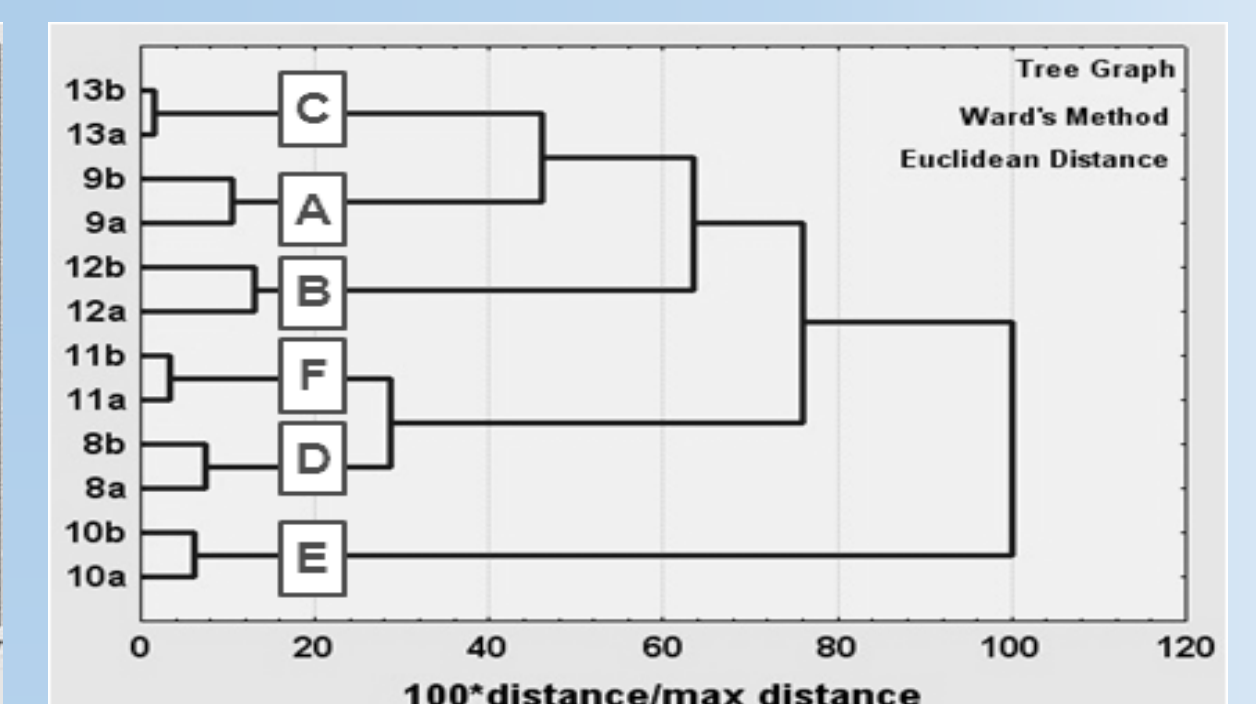 Tree Graph
13b
C
Ward's Method
13a
Euclidean Distance
9b
A
9a
12b
B
12a
11b
F
11a
8b
D
8a
10b
E
10a
0 20 40 60 80 100 120
100*distance/max distance